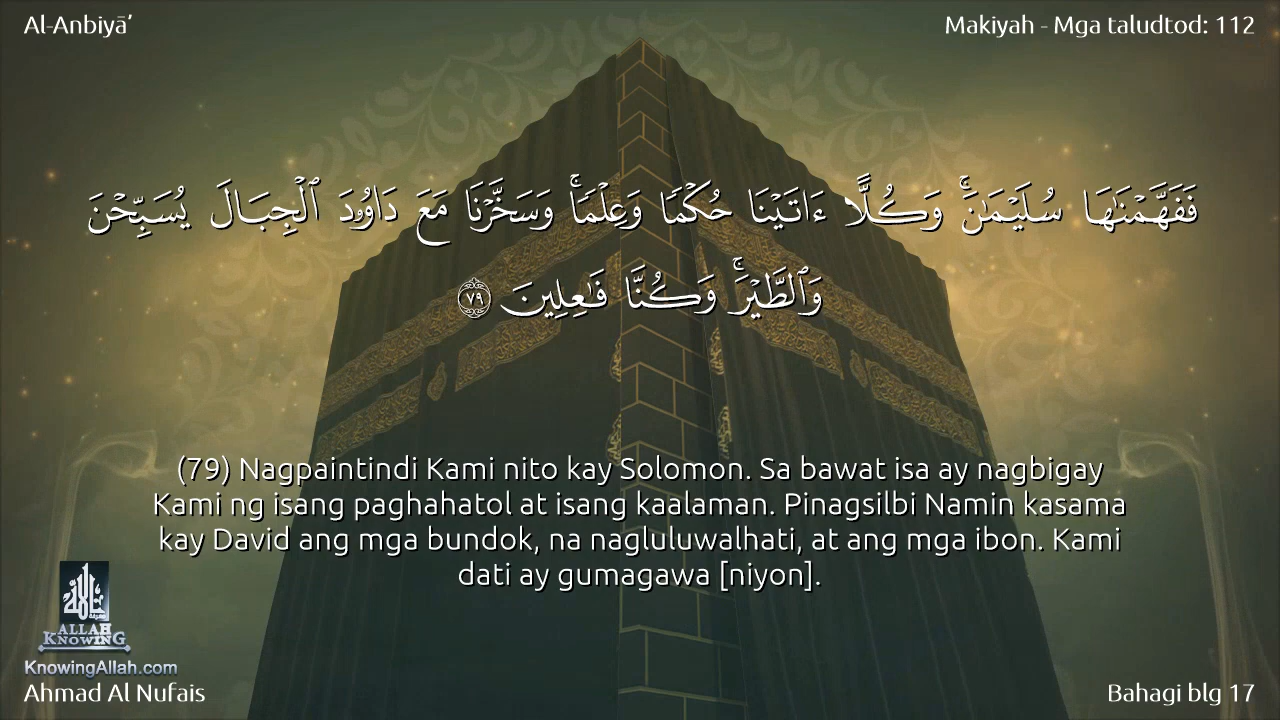 Al-Anbiyā’
Makiyah - Mga taludtod: 112
فَفَهَّمْنَٰهَا سُلَيْمَٰنَۚ وَكُلًّا ءَاتَيْنَا حُكْمًا وَعِلْمًاۚ وَسَخَّرْنَا مَعَ دَاوُۥدَ ٱلْجِبَالَ يُسَبِّحْنَ
وَٱلطَّيْرَۚ وَكُنَّا فَٰعِلِينَ ٧٩
(79) Nagpaintindi Kami nito kay Solomon. Sa bawat isa ay nagbigay
Kami ng isang paghahatol at isang kaalaman. Pinagsilbi Namin kasama
kay David ang mga bundok, na nagluluwalhati, at ang mga ibon. Kami
dati ay gumagawa [niyon].
ALLAH
KNOWING
KnowingAllah.com
Ahmad Al Nufais
Bahagi blg 17